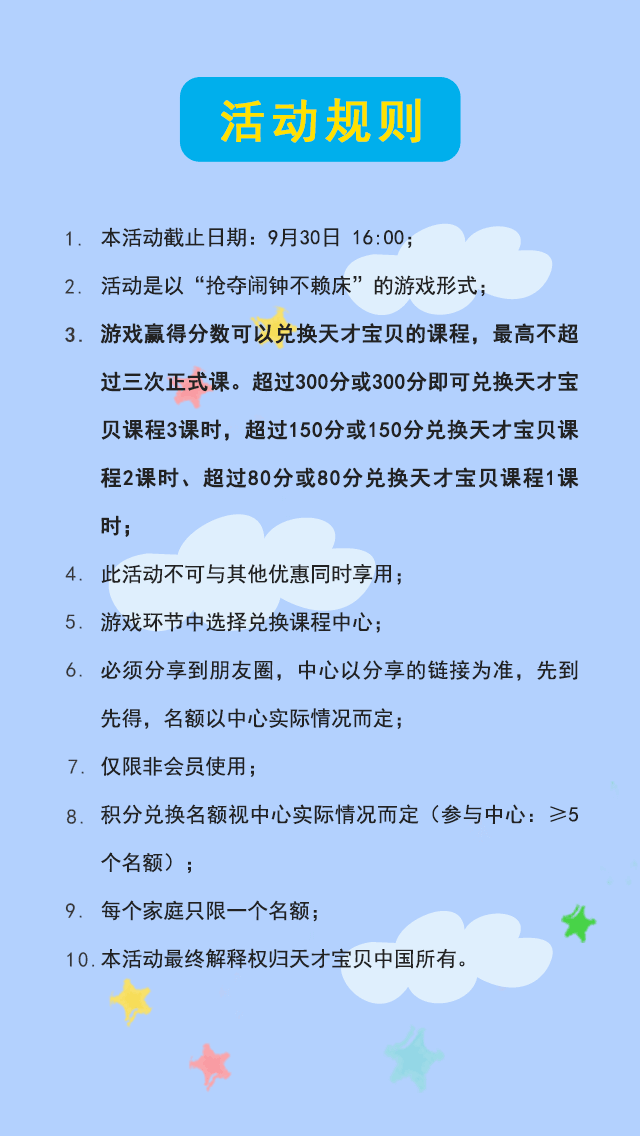 活动规则
1. 本活动截止日期：9月30日 16:00；
2. 活动是以“抢夺闹钟不赖床”的游戏形式；
3. 游戏赢得分数可以兑换天才宝贝的课程，最高不超
过三次正式课。超过300分或300分即可兑换天才宝
贝课程3课时，超过150分或150分兑换天才宝贝课
程2课时、超过80分或80分兑换天才宝贝课程1课
时；
4. 此活动不可与其他优惠同时享用；
5. 游戏环节中选择兑换课程中心；
6. 必须分享到朋友圈，中心以分享的链接为准，先到
先得，名额以中心实际情况而定；
7. 仅限非会员使用；
8. 积分兑换名额视中心实际情况而定（参与中心：≥5
个名额）；
9. 每个家庭只限一个名额；
10. 本活动最终解释权归天才宝贝中国所有。